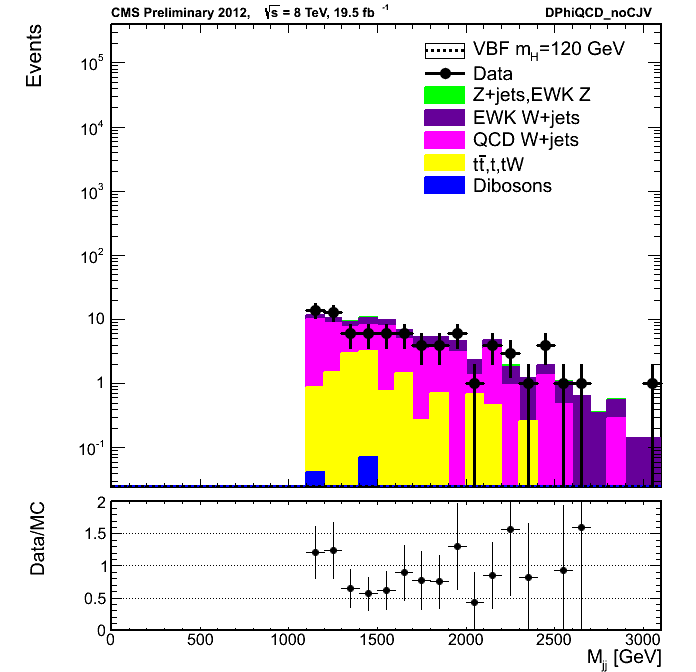 CMS Preliminary 2012, √s = 8 TeV, 19.5 fb⁻¹ DPhiQCD_noCJV
Events
VBF m_H=120 GeV
Data
Z+jets,EWK Z
EWK W+jets
QCD W+jets
tt̄,t,tW
Dibosons
10⁵
10⁴
10³
10²
10
1
10⁻¹
Data/MC
2
1.5
1
0.5
0
0 500 1000 1500 2000 2500 3000
M_jj [GeV]